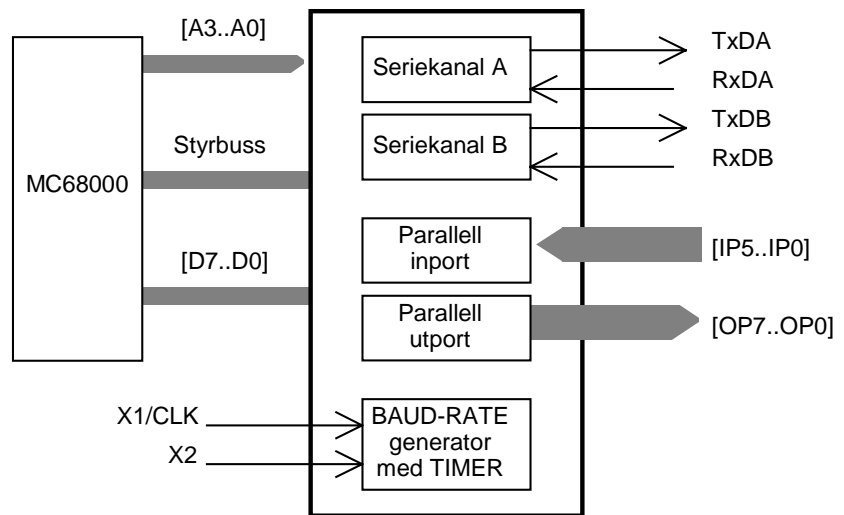 [A3..A0]
TxDA
Seriekanal A
RxDA
TxDB
Styrbuss
Seriekanal B
RxDB
MC68000
Parallell
inport
[IP5..IP0]
[D7..D0]
Parallell
utport
[OP7..OP0]
X1/CLK
BAUD-RATE
generator
med TIMER
X2